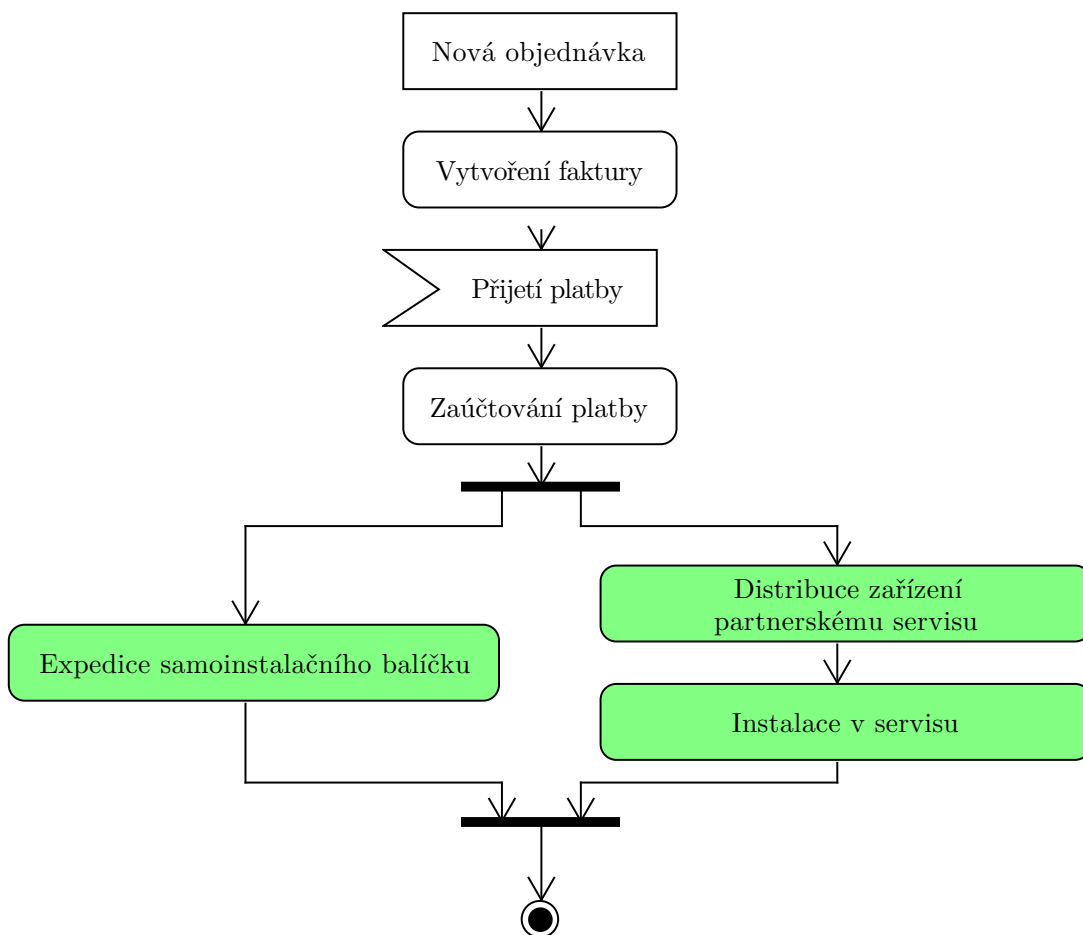 Nová objednávka
Vytvoření faktury
Přijetí platby
Zaúčtování platby
Distribuce zařízení
partnerskému servisu
Expedice samoinstalačního balíčku
Instalace v servisu